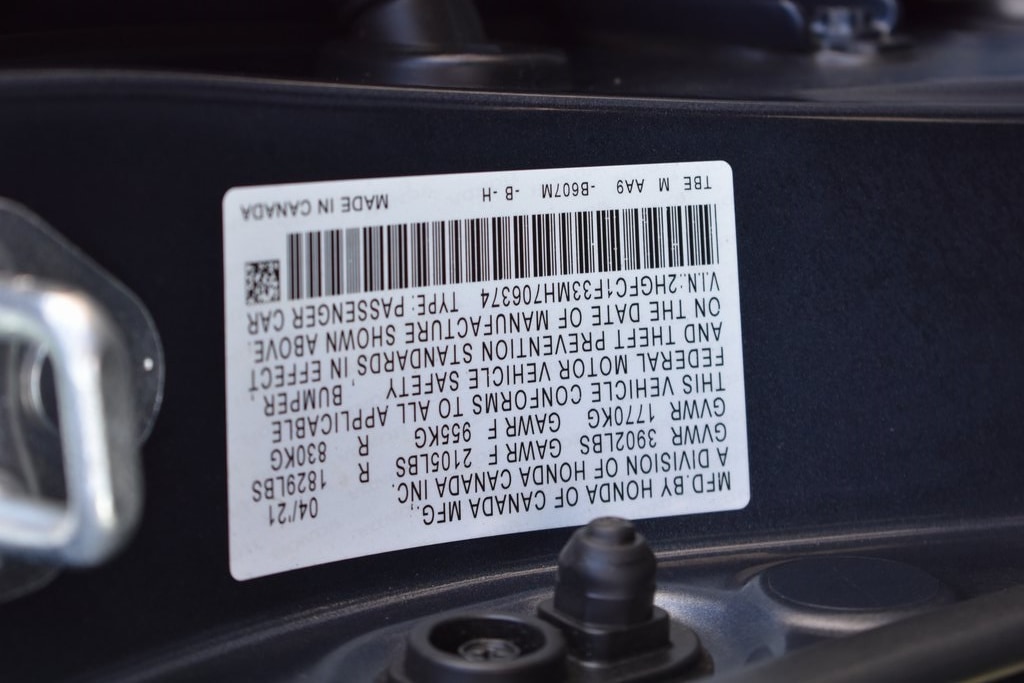 MFD.BY HONDA OF CANADA MFG., 04/'21
A DIVISION OF HONDA CANADA INC.
GVWR 3902LBS GAWR F 2105LBS R 1829LBS
GVWR 1770KG GAWR F 955KG R 830KG
THIS VEHICLE CONFORMS TO ALL APPLICABLE
FEDERAL MOTOR VEHICLE SAFETY, BUMPER,
AND THEFT PREVENTION STANDARDS IN EFFECT
ON THE DATE OF MANUFACTURE SHOWN ABOVE.
V.I.N.:2HGFC1F33MH706374 TYPE: PASSENGER CAR
TBE M AA9 -B607M -B-H MADE IN CANADA